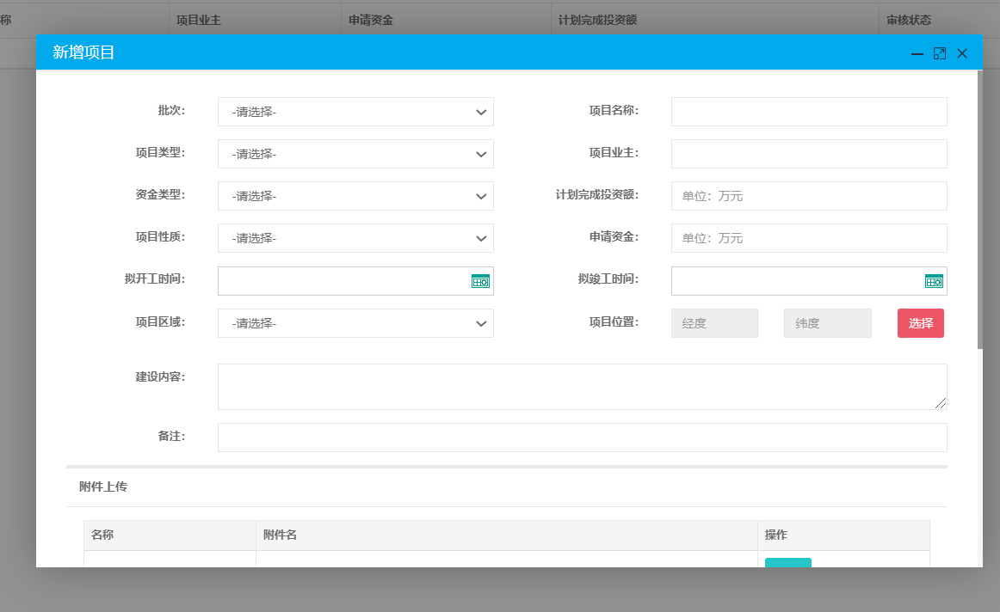 称 项目业主 申请资金 计划完成投资额 审核状态
新增项目
批次： -请选择- 项目名称：
项目类型： -请选择- 项目业主：
资金类型： -请选择- 计划完成投资额： 单位：万元
项目性质： -请选择- 申请资金： 单位：万元
拟开工时间： 拟竣工时间：
项目区域： -请选择- 项目位置： 经度 纬度 选择
建设内容：
备注：
附件上传
名称 附件名 操作